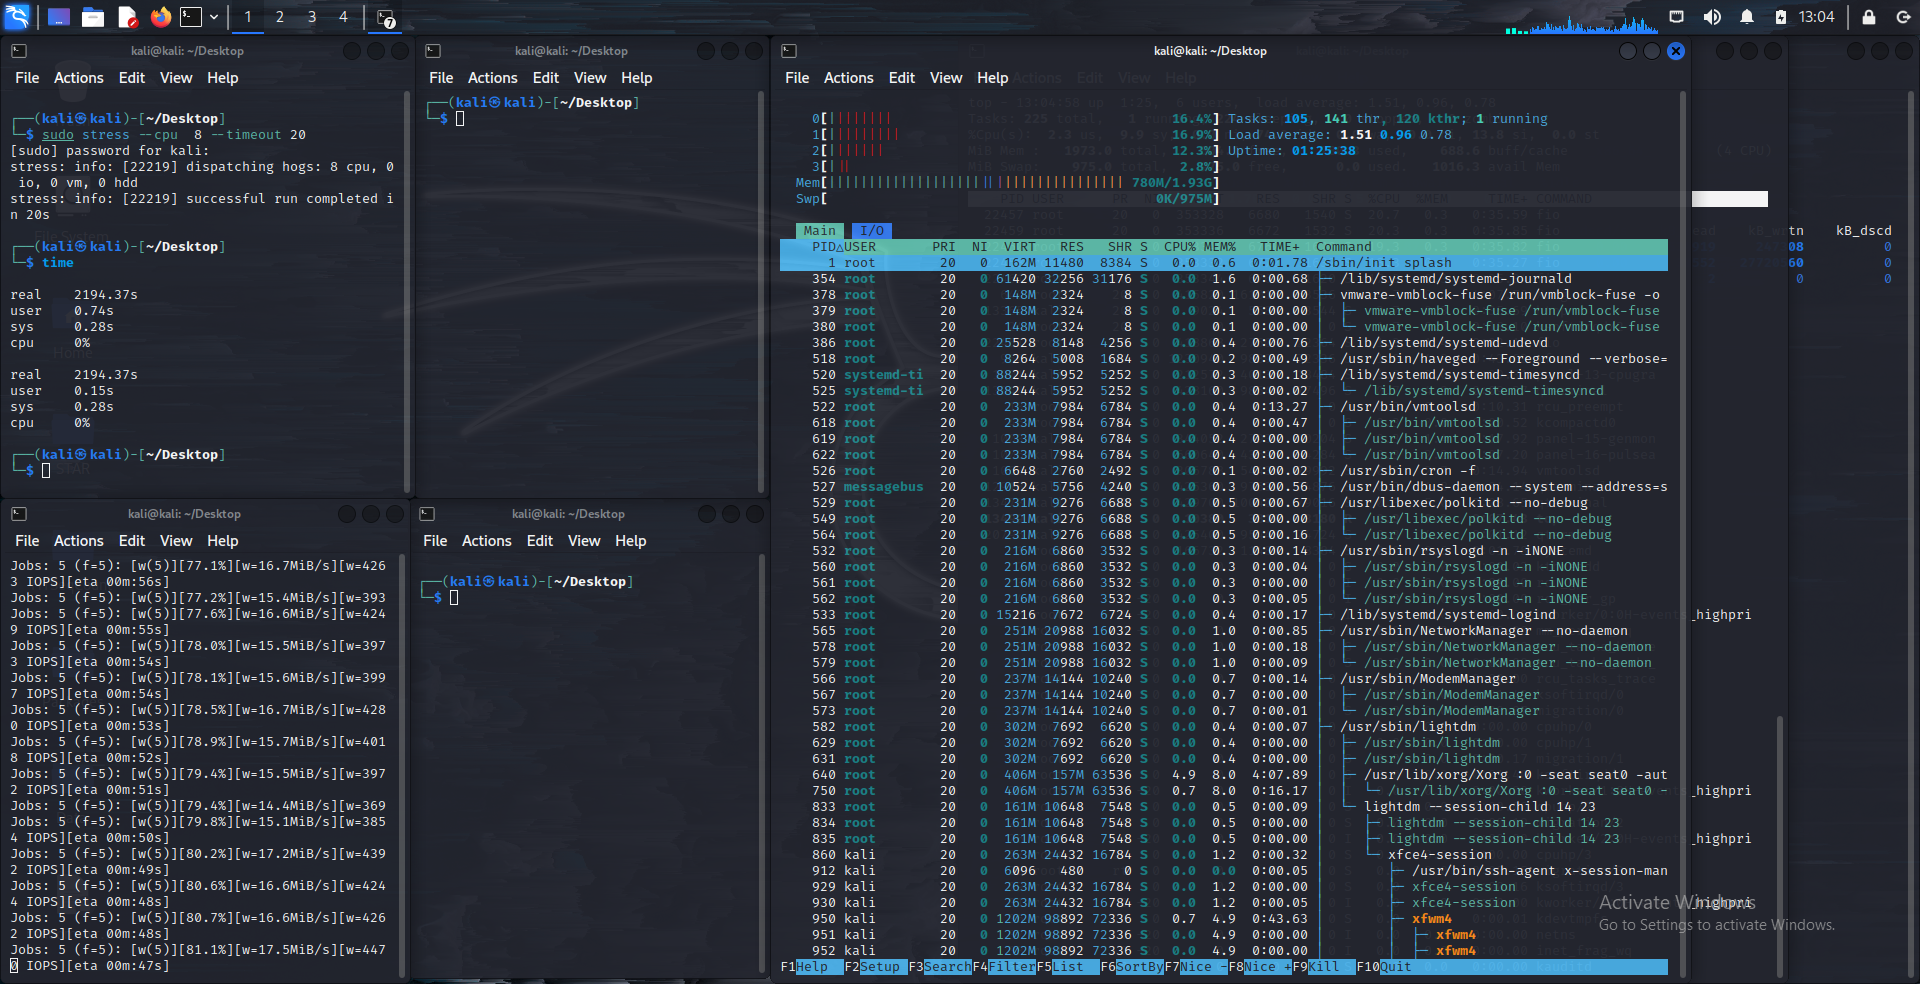 1 2 3 4 7 13:04
kali@kali: ~/Desktop
File Actions Edit View Help
┌──(kali㉿kali)-[~/Desktop]
└─$ sudo stress --cpu  8 --timeout 20
[sudo] password for kali:
stress: info: [22219] dispatching hogs: 8 cpu, 0
 io, 0 vm, 0 hdd
stress: info: [22219] successful run completed i
n 20s
┌──(kali㉿kali)-[~/Desktop]
└─$ time
real    2194.37s
user    0.74s
sys     0.28s
cpu     0%
real    2194.37s
user    0.15s
sys     0.28s
cpu     0%
┌──(kali㉿kali)-[~/Desktop]
└─$
kali@kali: ~/Desktop
File Actions Edit View Help
┌──(kali㉿kali)-[~/Desktop]
└─$
kali@kali: ~/Desktop
File Actions Edit View Help
Jobs: 5 (f=5): [w(5)][77.1%][w=16.7MiB/s][w=426
3 IOPS][eta 00m:56s]
Jobs: 5 (f=5): [w(5)][77.2%][w=15.4MiB/s][w=393
Jobs: 5 (f=5): [w(5)][77.6%][w=16.6MiB/s][w=424
9 IOPS][eta 00m:55s]
Jobs: 5 (f=5): [w(5)][78.0%][w=15.5MiB/s][w=397
3 IOPS][eta 00m:54s]
Jobs: 5 (f=5): [w(5)][78.1%][w=15.6MiB/s][w=399
7 IOPS][eta 00m:54s]
Jobs: 5 (f=5): [w(5)][78.5%][w=16.7MiB/s][w=428
0 IOPS][eta 00m:53s]
Jobs: 5 (f=5): [w(5)][78.9%][w=15.7MiB/s][w=401
8 IOPS][eta 00m:52s]
Jobs: 5 (f=5): [w(5)][79.4%][w=15.5MiB/s][w=397
2 IOPS][eta 00m:51s]
Jobs: 5 (f=5): [w(5)][79.4%][w=14.4MiB/s][w=369
Jobs: 5 (f=5): [w(5)][79.8%][w=15.1MiB/s][w=385
4 IOPS][eta 00m:50s]
Jobs: 5 (f=5): [w(5)][80.2%][w=17.2MiB/s][w=439
2 IOPS][eta 00m:49s]
Jobs: 5 (f=5): [w(5)][80.6%][w=16.6MiB/s][w=424
4 IOPS][eta 00m:48s]
Jobs: 5 (f=5): [w(5)][80.7%][w=16.6MiB/s][w=426
2 IOPS][eta 00m:48s]
Jobs: 5 (f=5): [w(5)][81.1%][w=17.5MiB/s][w=447
0 IOPS][eta 00m:47s]
kali@kali: ~/Desktop
File Actions Edit View Help
┌──(kali㉿kali)-[~/Desktop]
└─$
kali@kali: ~/Desktop
File Actions Edit View Help
0[||||||||16.4%] Tasks: 105, 141 thr, 120 kthr; 1 running
1[|||||||||16.9%] Load average: 1.51 0.96 0.78
2[|||||||12.3%] Uptime: 01:25:38
3[|||2.8%]
Mem[|||||||||||||||||||||||||||||||||||||780M/1.93G]
Swp[0K/975M]
Main I/O
PID△USER PRI NI VIRT RES SHR S CPU% MEM% TIME+ Command
1 root 20 0 162M 11480 8384 S 0.0 0.6 0:01.78 /sbin/init splash
354 root 20 0 61420 32256 31176 S 0.0 1.6 0:00.68 ├─ /lib/systemd/systemd-journald
378 root 20 0 148M 2324 8 S 0.0 0.1 0:00.00 ├─ vmware-vmblock-fuse /run/vmblock-fuse -o
379 root 20 0 148M 2324 8 S 0.0 0.1 0:00.00 │  ├─ vmware-vmblock-fuse /run/vmblock-fuse
380 root 20 0 148M 2324 8 S 0.0 0.1 0:00.00 │  └─ vmware-vmblock-fuse /run/vmblock-fuse
386 root 20 0 25528 8148 4256 S 0.0 0.4 0:00.76 ├─ /lib/systemd/systemd-udevd
518 root 20 0 8264 5008 1684 S 0.0 0.2 0:00.49 ├─ /usr/sbin/haveged --Foreground --verbose=
520 systemd-ti 20 0 88244 5952 5252 S 0.0 0.3 0:00.18 ├─ /lib/systemd/systemd-timesyncd
525 systemd-ti 20 0 88244 5952 5252 S 0.0 0.3 0:00.02 │  └─ /lib/systemd/systemd-timesyncd
522 root 20 0 233M 7984 6784 S 0.0 0.4 0:13.27 ├─ /usr/bin/vmtoolsd
618 root 20 0 233M 7984 6784 S 0.0 0.4 0:00.47 │  ├─ /usr/bin/vmtoolsd
619 root 20 0 233M 7984 6784 S 0.0 0.4 0:00.00 │  ├─ /usr/bin/vmtoolsd
622 root 20 0 233M 7984 6784 S 0.0 0.4 0:00.00 │  └─ /usr/bin/vmtoolsd
526 root 20 0 6648 2760 2492 S 0.0 0.1 0:00.02 ├─ /usr/sbin/cron -f
527 messagebus 20 0 10524 5756 4240 S 0.0 0.3 0:00.56 ├─ /usr/bin/dbus-daemon --system --address=s
529 root 20 0 231M 9276 6688 S 0.0 0.5 0:00.67 ├─ /usr/libexec/polkitd --no-debug
549 root 20 0 231M 9276 6688 S 0.0 0.5 0:00.00 │  ├─ /usr/libexec/polkitd --no-debug
564 root 20 0 231M 9276 6688 S 0.0 0.5 0:00.16 │  └─ /usr/libexec/polkitd --no-debug
532 root 20 0 216M 6860 3532 S 0.0 0.3 0:00.14 ├─ /usr/sbin/rsyslogd -n -iNONE
560 root 20 0 216M 6860 3532 S 0.0 0.3 0:00.04 │  ├─ /usr/sbin/rsyslogd -n -iNONE
561 root 20 0 216M 6860 3532 S 0.0 0.3 0:00.00 │  ├─ /usr/sbin/rsyslogd -n -iNONE
562 root 20 0 216M 6860 3532 S 0.0 0.3 0:00.05 │  └─ /usr/sbin/rsyslogd -n -iNONE
533 root 20 0 15216 7672 6724 S 0.0 0.4 0:00.17 ├─ /lib/systemd/systemd-logind
565 root 20 0 251M 20988 16032 S 0.0 1.0 0:00.85 ├─ /usr/sbin/NetworkManager --no-daemon
578 root 20 0 251M 20988 16032 S 0.0 1.0 0:00.18 │  ├─ /usr/sbin/NetworkManager --no-daemon
579 root 20 0 251M 20988 16032 S 0.0 1.0 0:00.09 │  └─ /usr/sbin/NetworkManager --no-daemon
566 root 20 0 237M 14144 10240 S 0.0 0.7 0:00.14 ├─ /usr/sbin/ModemManager
567 root 20 0 237M 14144 10240 S 0.0 0.7 0:00.00 │  ├─ /usr/sbin/ModemManager
573 root 20 0 237M 14144 10240 S 0.0 0.7 0:00.01 │  └─ /usr/sbin/ModemManager
582 root 20 0 302M 7692 6620 S 0.0 0.4 0:00.07 └─ /usr/sbin/lightdm
629 root 20 0 302M 7692 6620 S 0.0 0.4 0:00.00 ├─ /usr/sbin/lightdm
631 root 20 0 302M 7692 6620 S 0.0 0.4 0:00.00 ├─ /usr/sbin/lightdm
640 root 20 0 406M 157M 63536 S 4.9 8.0 4:07.89 ├─ /usr/lib/xorg/Xorg :0 -seat seat0 -aut
750 root 20 0 406M 157M 63536 S 0.7 8.0 0:16.17 │  └─ /usr/lib/xorg/Xorg :0 -seat seat0 -
833 root 20 0 161M 10648 7548 S 0.0 0.5 0:00.09 └─ lightdm --session-child 14 23
834 root 20 0 161M 10648 7548 S 0.0 0.5 0:00.00 ├─ lightdm --session-child 14 23
835 root 20 0 161M 10648 7548 S 0.0 0.5 0:00.00 ├─ lightdm --session-child 14 23
860 kali 20 0 263M 24432 16784 S 0.0 1.2 0:00.32 └─ xfce4-session
912 kali 20 0 6096 480 0 S 0.0 0.0 0:00.05 ├─ /usr/bin/ssh-agent x-session-man
929 kali 20 0 263M 24432 16784 S 0.0 1.2 0:00.00 ├─ xfce4-session
930 kali 20 0 263M 24432 16784 S 0.0 1.2 0:00.05 ├─ xfce4-session
950 kali 20 0 1202M 98892 72336 S 0.7 4.9 0:43.63 ├─ xfwm4
951 kali 20 0 1202M 98892 72336 S 0.0 4.9 0:00.00 │  ├─ xfwm4
952 kali 20 0 1202M 98892 72336 S 0.0 4.9 0:00.00 │  ├─ xfwm4
F1Help F2Setup F3SearchF4FilterF5List F6SortByF7Nice -F8Nice +F9Kill F10Quit
_highpri
_highpri
_highpri
_highpri
kB_dscd
0
0
0
Activate Windows
Go to Settings to activate Windows.